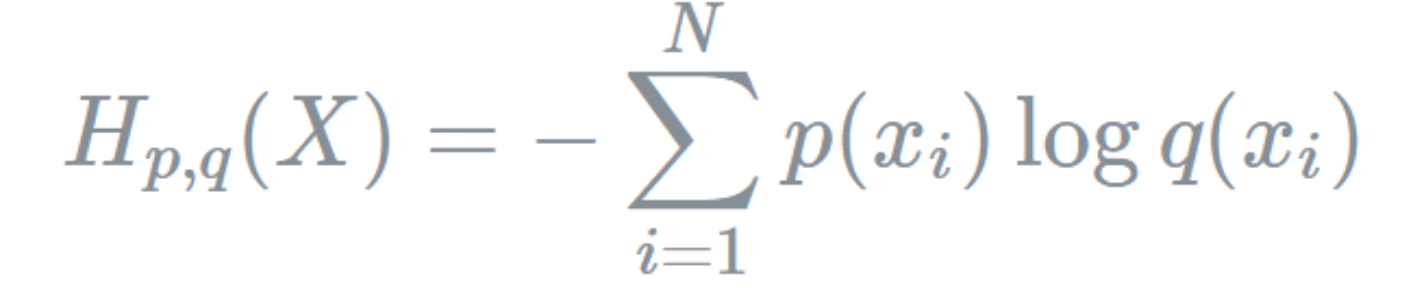 $$H_{p,q}(X) = -\sum_{i=1}^{N} p(x_i) \log q(x_i)$$